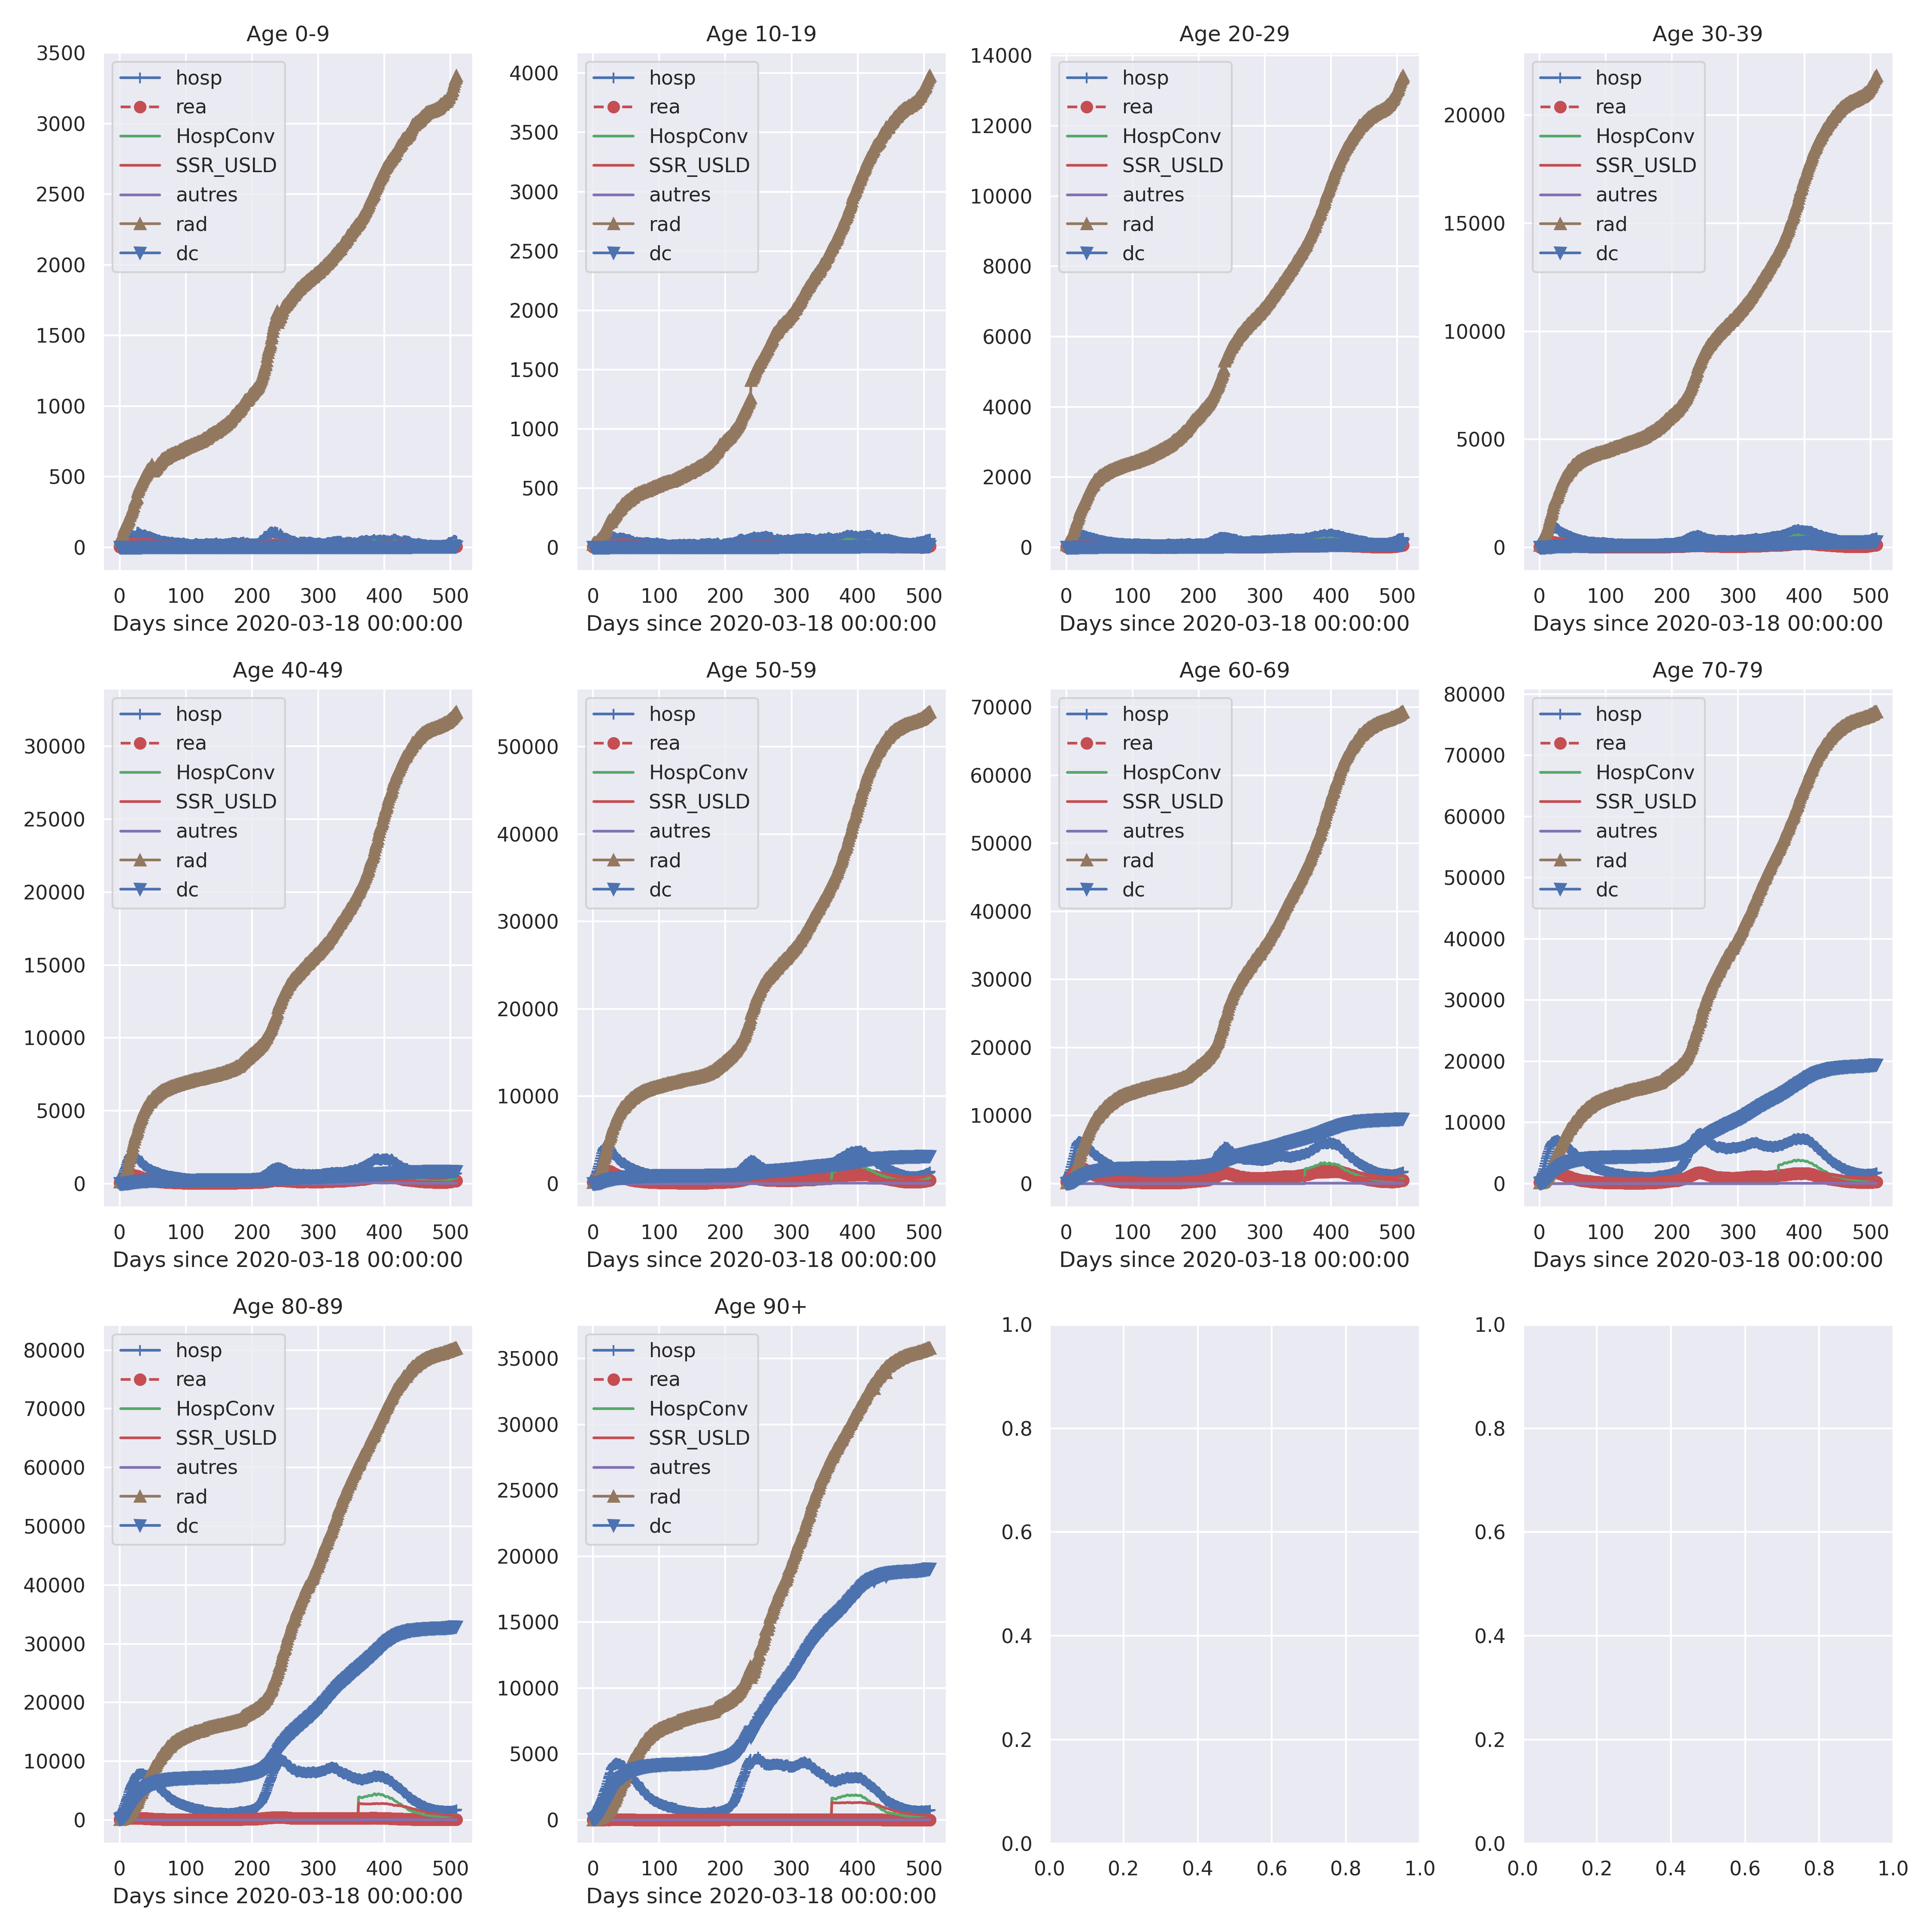 Age 0-9
3500
3000
2500
2000
1500
1000
500
0
hosp
rea
HospConv
SSR_USLD
autres
rad
dc
0 100 200 300 400 500
Days since 2020-03-18 00:00:00
Age 10-19
4000
3500
3000
2500
2000
1500
1000
500
0
hosp
rea
HospConv
SSR_USLD
autres
rad
dc
0 100 200 300 400 500
Days since 2020-03-18 00:00:00
Age 20-29
14000
12000
10000
8000
6000
4000
2000
0
hosp
rea
HospConv
SSR_USLD
autres
rad
dc
0 100 200 300 400 500
Days since 2020-03-18 00:00:00
Age 30-39
20000
15000
10000
5000
0
hosp
rea
HospConv
SSR_USLD
autres
rad
dc
0 100 200 300 400 500
Days since 2020-03-18 00:00:00
Age 40-49
30000
25000
20000
15000
10000
5000
0
hosp
rea
HospConv
SSR_USLD
autres
rad
dc
0 100 200 300 400 500
Days since 2020-03-18 00:00:00
Age 50-59
50000
40000
30000
20000
10000
0
hosp
rea
HospConv
SSR_USLD
autres
rad
dc
0 100 200 300 400 500
Days since 2020-03-18 00:00:00
Age 60-69
70000
60000
50000
40000
30000
20000
10000
0
hosp
rea
HospConv
SSR_USLD
autres
rad
dc
0 100 200 300 400 500
Days since 2020-03-18 00:00:00
Age 70-79
80000
70000
60000
50000
40000
30000
20000
10000
0
hosp
rea
HospConv
SSR_USLD
autres
rad
dc
0 100 200 300 400 500
Days since 2020-03-18 00:00:00
Age 80-89
80000
70000
60000
50000
40000
30000
20000
10000
0
hosp
rea
HospConv
SSR_USLD
autres
rad
dc
0 100 200 300 400 500
Days since 2020-03-18 00:00:00
Age 90+
35000
30000
25000
20000
15000
10000
5000
0
hosp
rea
HospConv
SSR_USLD
autres
rad
dc
0 100 200 300 400 500
Days since 2020-03-18 00:00:00
1.0
0.8
0.6
0.4
0.2
0.0
0.0 0.2 0.4 0.6 0.8 1.0
1.0
0.8
0.6
0.4
0.2
0.0
0.0 0.2 0.4 0.6 0.8 1.0